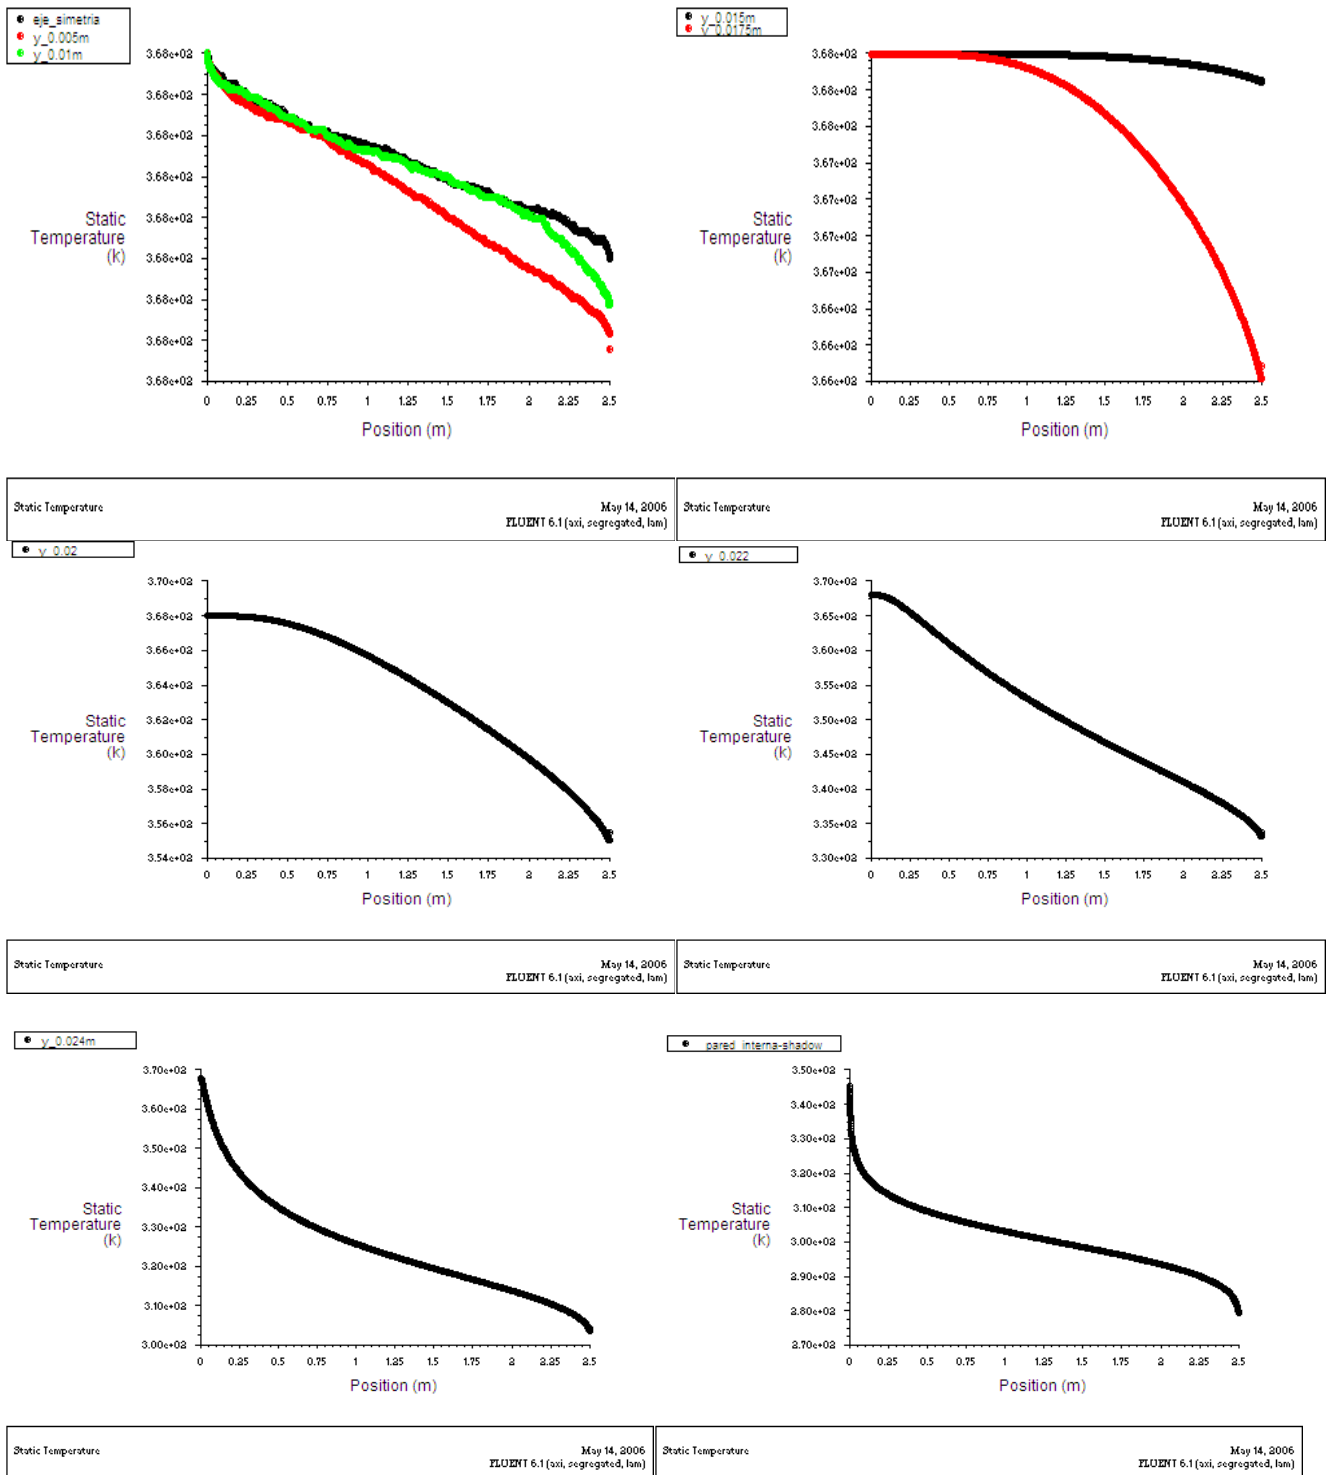 eje_simetria
y_0.005m
y_0.01m
3.68e+02
3.68e+02
3.68e+02
3.68e+02
3.68e+02
3.68e+02
3.68e+02
3.68e+02
3.68e+02
Static
Temperature
(k)
0 0.25 0.5 0.75 1 1.25 1.5 1.75 2 2.25 2.5
Position (m)
Static Temperature
May 14, 2006
FLUENT 6.1 (axi, segregated, lam)
y_0.015m
y_0.0175m
3.68e+02
3.68e+02
3.68e+02
3.67e+02
3.67e+02
3.67e+02
3.67e+02
3.66e+02
3.66e+02
3.66e+02
Static
Temperature
(k)
0 0.25 0.5 0.75 1 1.25 1.5 1.75 2 2.25 2.5
Position (m)
Static Temperature
May 14, 2006
FLUENT 6.1 (axi, segregated, lam)
y_0.02
3.70e+02
3.68e+02
3.66e+02
3.64e+02
3.62e+02
3.60e+02
3.58e+02
3.56e+02
3.54e+02
Static
Temperature
(k)
0 0.25 0.5 0.75 1 1.25 1.5 1.75 2 2.25 2.5
Position (m)
Static Temperature
May 14, 2006
FLUENT 6.1 (axi, segregated, lam)
y_0.022
3.70e+02
3.65e+02
3.60e+02
3.55e+02
3.50e+02
3.45e+02
3.40e+02
3.35e+02
3.30e+02
Static
Temperature
(k)
0 0.25 0.5 0.75 1 1.25 1.5 1.75 2 2.25 2.5
Position (m)
Static Temperature
May 14, 2006
FLUENT 6.1 (axi, segregated, lam)
y_0.024m
3.70e+02
3.60e+02
3.50e+02
3.40e+02
3.30e+02
3.20e+02
3.10e+02
3.00e+02
Static
Temperature
(k)
0 0.25 0.5 0.75 1 1.25 1.5 1.75 2 2.25 2.5
Position (m)
Static Temperature
May 14, 2006
FLUENT 6.1 (axi, segregated, lam)
pared_interna-shadow
3.50e+02
3.40e+02
3.30e+02
3.20e+02
3.10e+02
3.00e+02
2.90e+02
2.80e+02
2.70e+02
Static
Temperature
(k)
0 0.25 0.5 0.75 1 1.25 1.5 1.75 2 2.25 2.5
Position (m)
Static Temperature
May 14, 2006
FLUENT 6.1 (axi, segregated, lam)